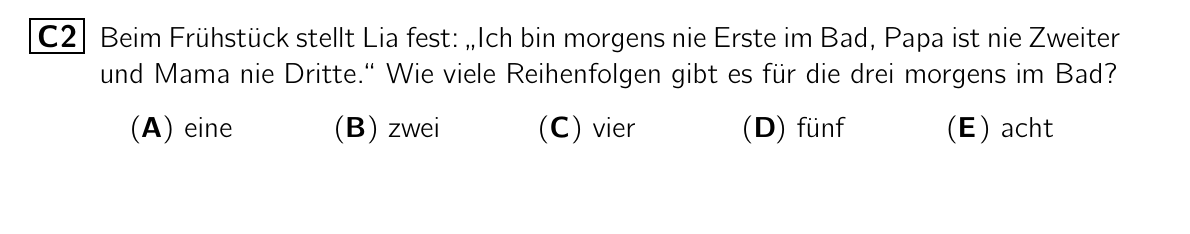 C2 Beim Frühstück stellt Lia fest: „Ich bin morgens nie Erste im Bad, Papa ist nie Zweiter
und Mama nie Dritte.“ Wie viele Reihenfolgen gibt es für die drei morgens im Bad?
(A) eine (B) zwei (C) vier (D) fünf (E) acht